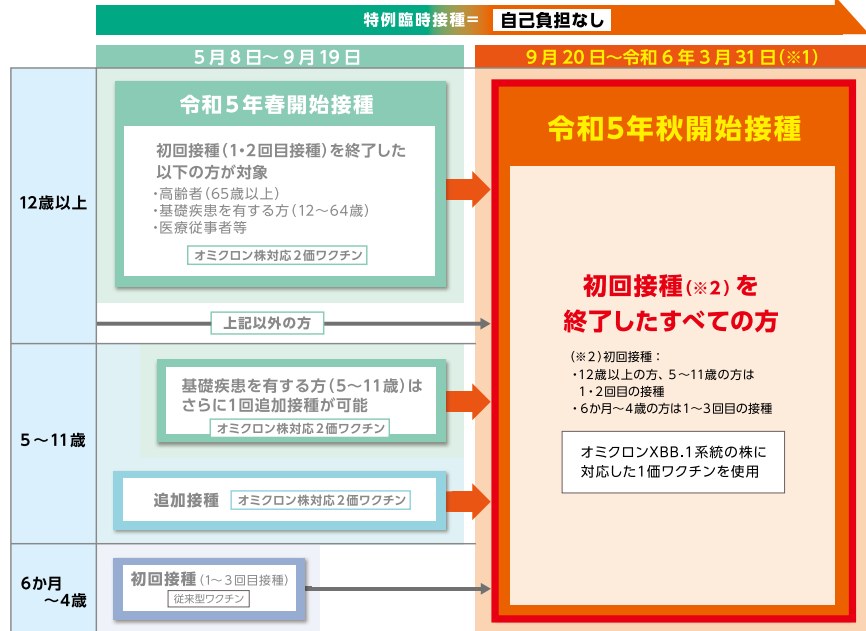 特例臨時接種＝ 自己負担なし
5月8日～9月19日
9月20日～令和6年3月31日(※1)
12歳以上
令和5年春開始接種
初回接種(1・2回目接種)を終了した
以下の方が対象
・高齢者(65歳以上)
・基礎疾患を有する方(12～64歳)
・医療従事者等
オミクロン株対応2価ワクチン
上記以外の方
5～11歳
基礎疾患を有する方(5～11歳)は
さらに1回追加接種が可能
オミクロン株対応2価ワクチン
追加接種 オミクロン株対応2価ワクチン
6か月
～4歳
初回接種(1～3回目接種)
従来型ワクチン
令和5年秋開始接種
初回接種(※2)を
終了したすべての方
(※2)初回接種：
・12歳以上の方、5～11歳の方は
1・2回目の接種
・6か月～4歳の方は1～3回目の接種
オミクロンXBB.1系統の株に
対応した1価ワクチンを使用